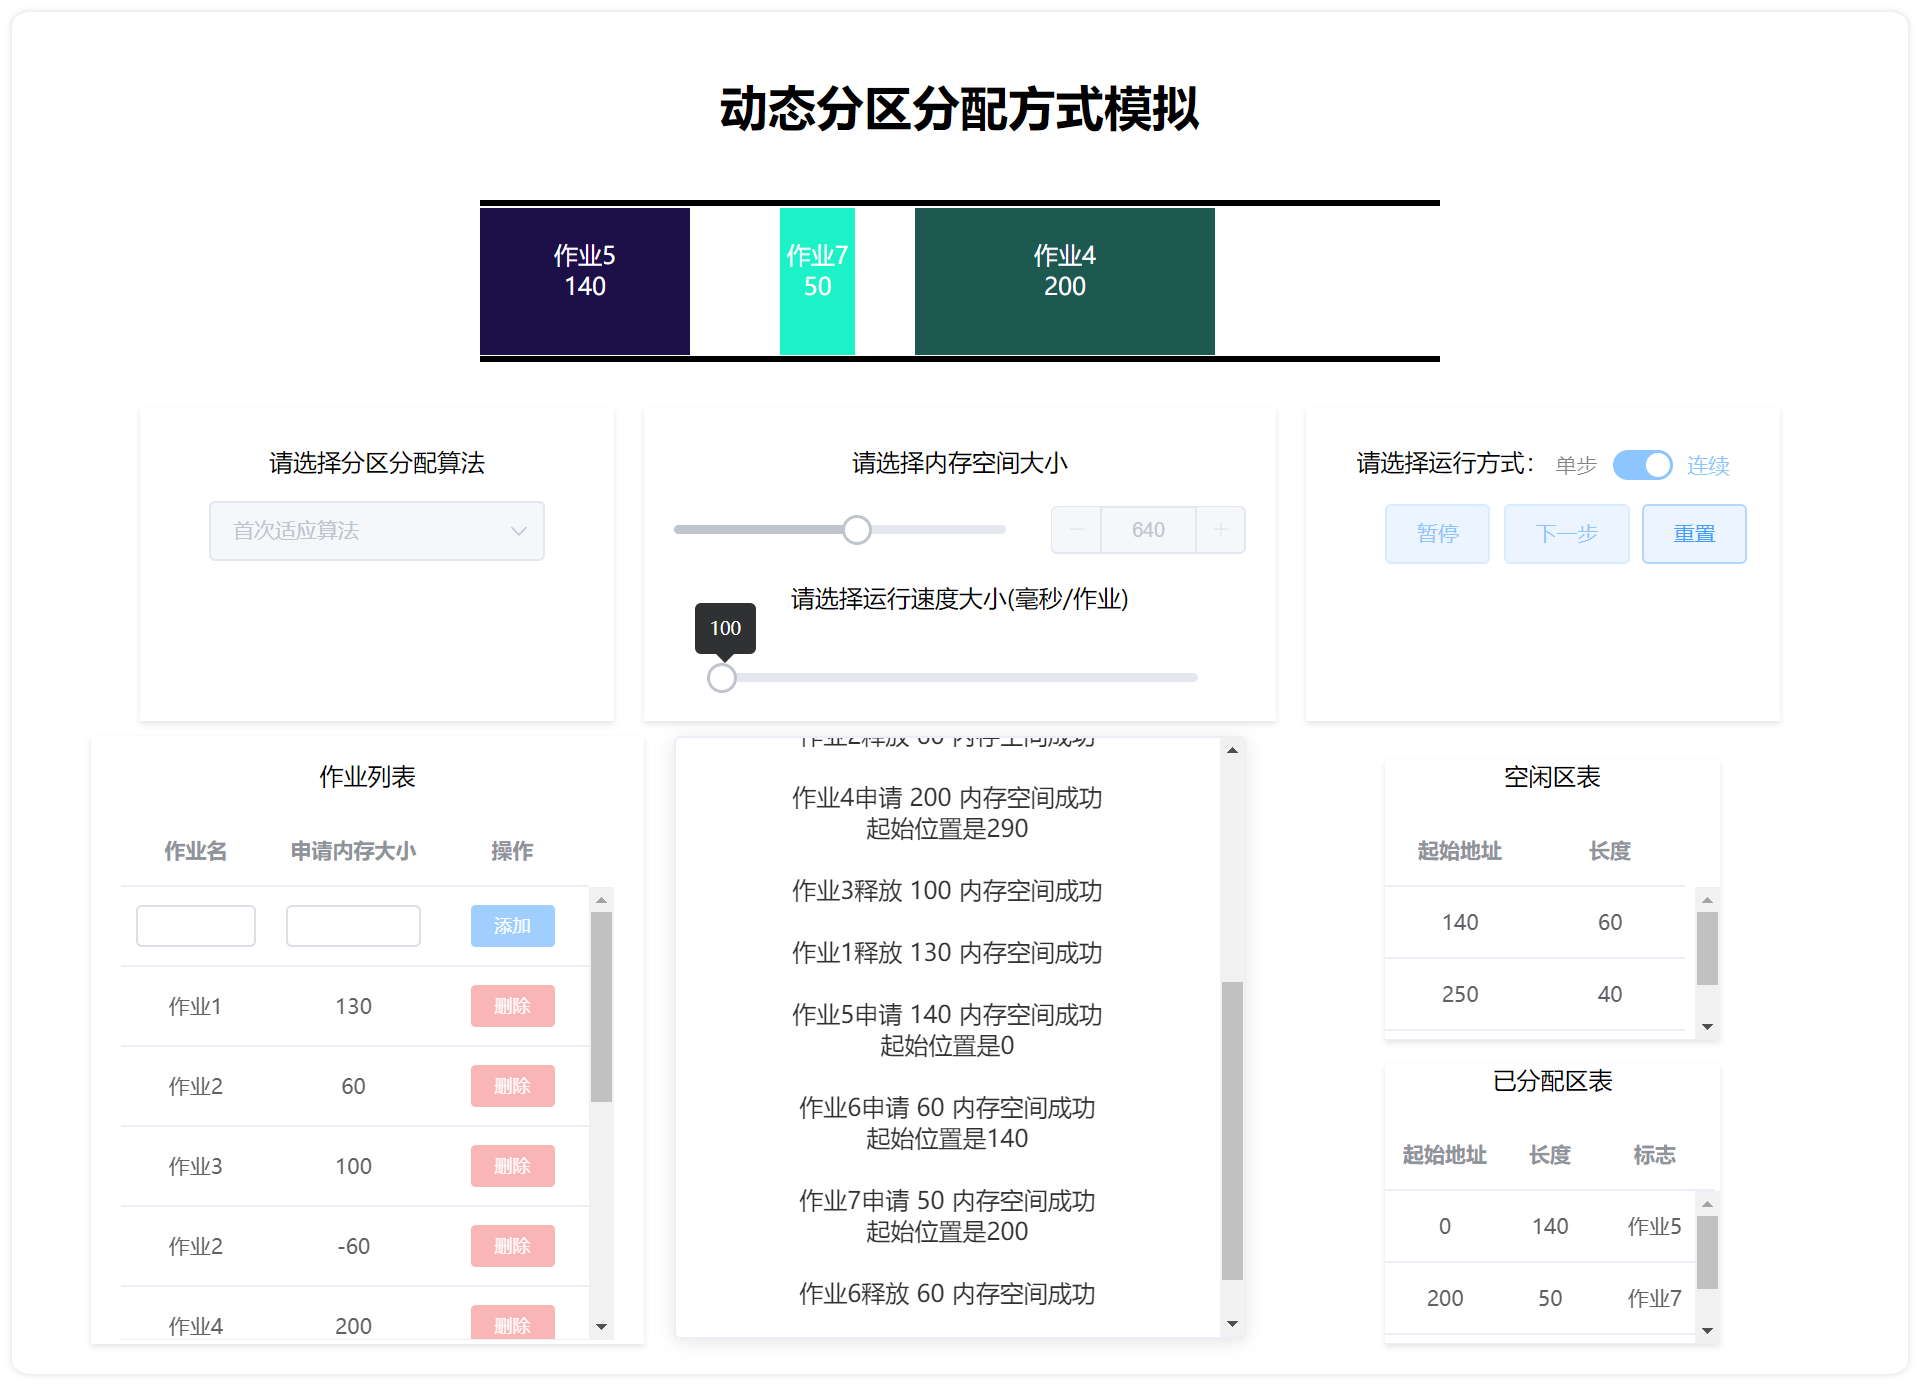 动态分区分配方式模拟
作业5
140
作业7
50
作业4
200
请选择分区分配算法
首次适应算法
请选择内存空间大小
640
请选择运行速度大小(毫秒/作业)
100
请选择运行方式：
单步
连续
暂停
下一步
重置
作业列表
作业名 申请内存大小 操作
添加
作业1 130 删除
作业2 60 删除
作业3 100 删除
作业2 -60 删除
作业4 200 删除
作业2释放 60 内存空间成功
作业4申请 200 内存空间成功
起始位置是290
作业3释放 100 内存空间成功
作业1释放 130 内存空间成功
作业5申请 140 内存空间成功
起始位置是0
作业6申请 60 内存空间成功
起始位置是140
作业7申请 50 内存空间成功
起始位置是200
作业6释放 60 内存空间成功
空闲区表
起始地址 长度
140 60
250 40
已分配区表
起始地址 长度 标志
0 140 作业5
200 50 作业7